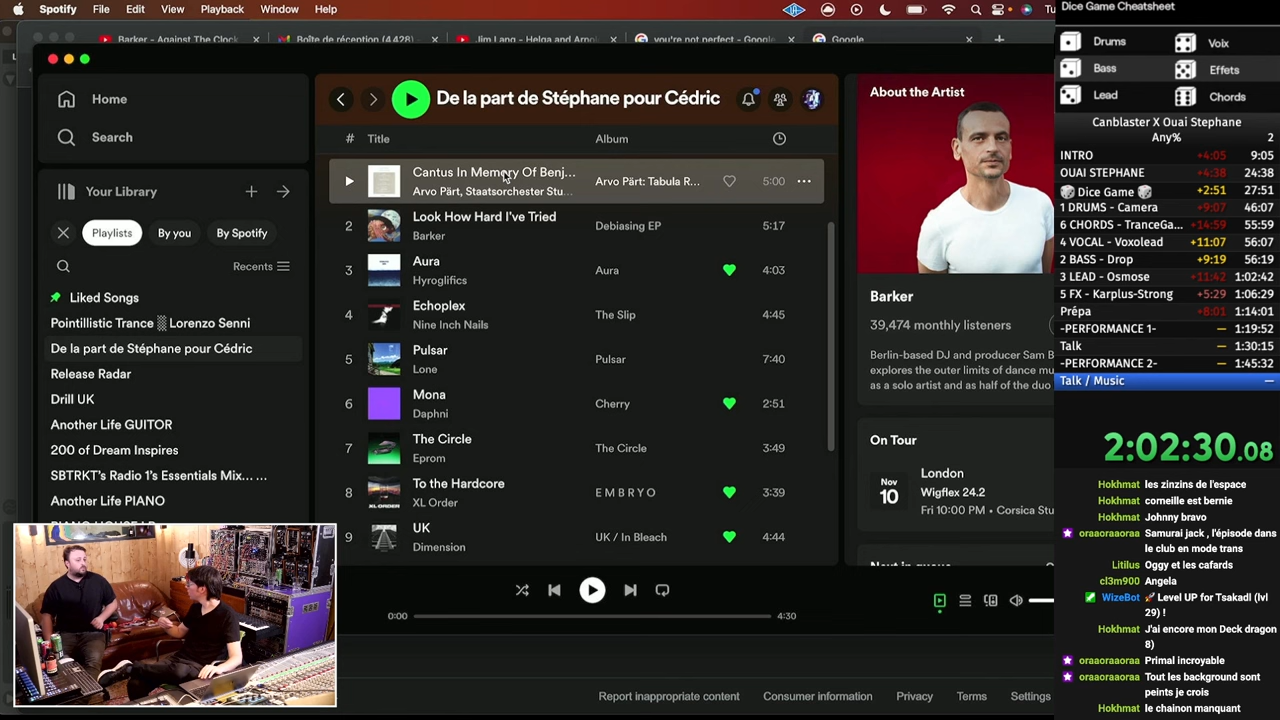 Spotify File Edit View Playback Window Help
Barker - Against The Clock
Boîte de réception (4 428)
Jim Lang - Helga and Arnol
you're not perfect - Google
Google
Home
Search
Your Library
Playlists By you By Spotify
Recents
Liked Songs
Pointillistic Trance ░ Lorenzo Senni
De la part de Stéphane pour Cédric
Release Radar
Drill UK
Another Life GUITOR
200 of Dream Inspires
SBTRKT's Radio 1's Essentials Mix... ...
Another Life PIANO
De la part de Stéphane pour Cédric
# Title Album
Cantus In Memory Of Benj...
Arvo Pärt, Staatsorchester Stu...
Arvo Pärt: Tabula R...
5:00
2 Look How Hard I've Tried
Barker
Debiasing EP
5:17
3 Aura
Hyroglifics
Aura
4:03
4 Echoplex
Nine Inch Nails
The Slip
4:45
5 Pulsar
Lone
Pulsar
7:40
6 Mona
Daphni
Cherry
2:51
7 The Circle
Eprom
The Circle
3:49
8 To the Hardcore
XL Order
E M B R Y O
3:39
9 UK
Dimension
UK / In Bleach
4:44
0:00 4:30
Report inappropriate content Consumer information Privacy Terms Settings
About the Artist
Barker
39,474 monthly listeners
Berlin-based DJ and producer Sam B
explores the outer limits of dance mu
as a solo artist and as half of the duo
On Tour
Nov
10
London
Wigflex 24.2
Fri 10:00 PM • Corsica Stu
Next in queue
Dice Game Cheatsheet
Drums Voix
Bass Effets
Lead Chords
Canblaster X Ouai Stephane
Any% 2
INTRO +4:05 9:05
OUAI STEPHANE +4:38 24:38
🎲 Dice Game 🎲 +2:51 27:51
1 DRUMS - Camera +9:07 46:07
6 CHORDS - TranceGa... +14:59 55:59
4 VOCAL - Voxolead +11:07 56:07
2 BASS - Drop +9:19 56:19
3 LEAD - Osmose +11:42 1:02:42
5 FX - Karplus-Strong +5:29 1:06:29
Prépa +8:01 1:14:01
-PERFORMANCE 1- — 1:19:52
Talk — 1:30:15
-PERFORMANCE 2- — 1:45:32
Talk / Music —
2:02:30.08
Hokhmat les zinzins de l'espace
Hokhmat corneille est bernie
Hokhmat Johnny bravo
oraaoraaoraa Samurai jack , l'épisode dans
le club en mode trans
Litilus Oggy et les cafards
cl3m900 Angela
WizeBot 🚀 Level UP for Tsakadl (lvl
29) !
Hokhmat J'ai encore mon Deck dragon
8)
oraaoraaoraa Primal incroyable
oraaoraaoraa Tout les background sont
peints je crois
Hokhmat le chainon manquant